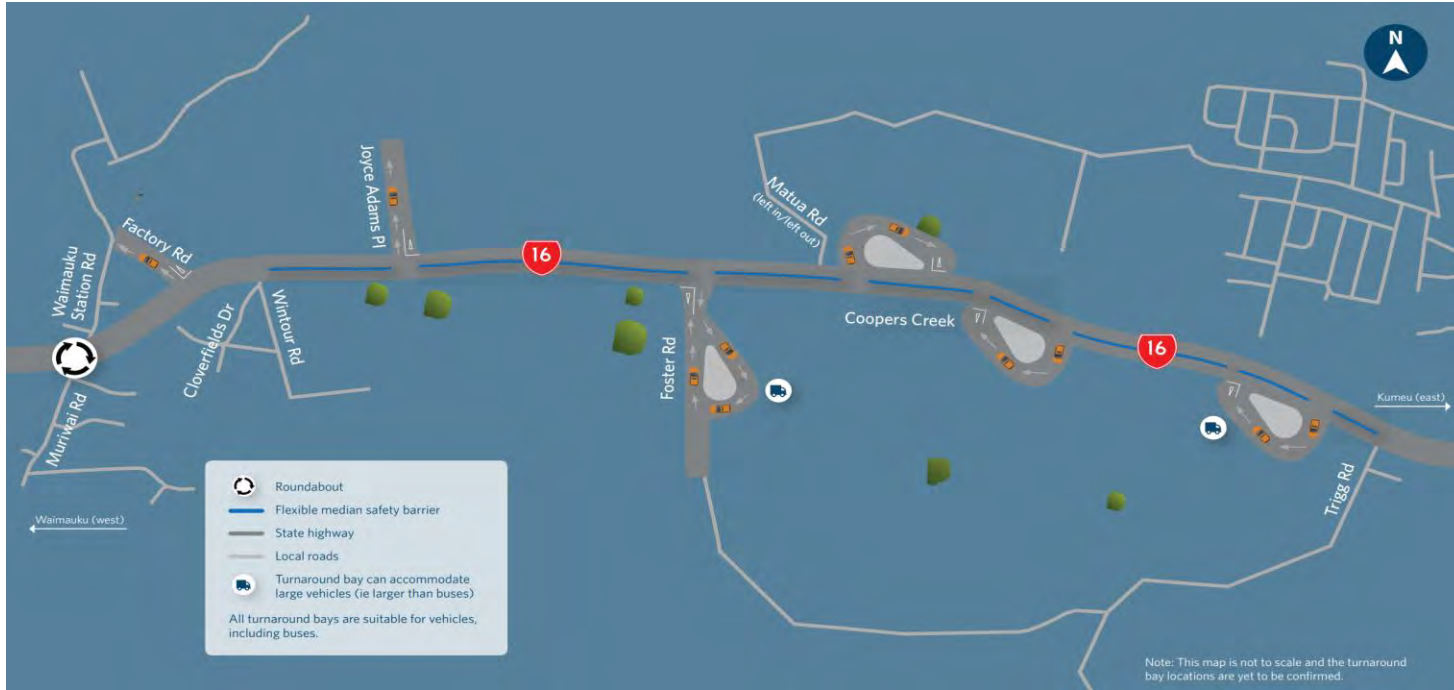 N
Joyce Adams Pl
Matua Rd
(left in/left out)
Factory Rd
Waimauku
Station Rd
16
Cloverfields Dr
Wintour Rd
Coopers Creek
16
Foster Rd
Kumeu (east)
Muriwai Rd
Trigg Rd
Waimauku (west)
Roundabout
Flexible median safety barrier
State highway
Local roads
Turnaround bay can accommodate
large vehicles (ie larger than buses)
All turnaround bays are suitable for vehicles,
including buses.
Note: This map is not to scale and the turnaround
bay locations are yet to be confirmed.